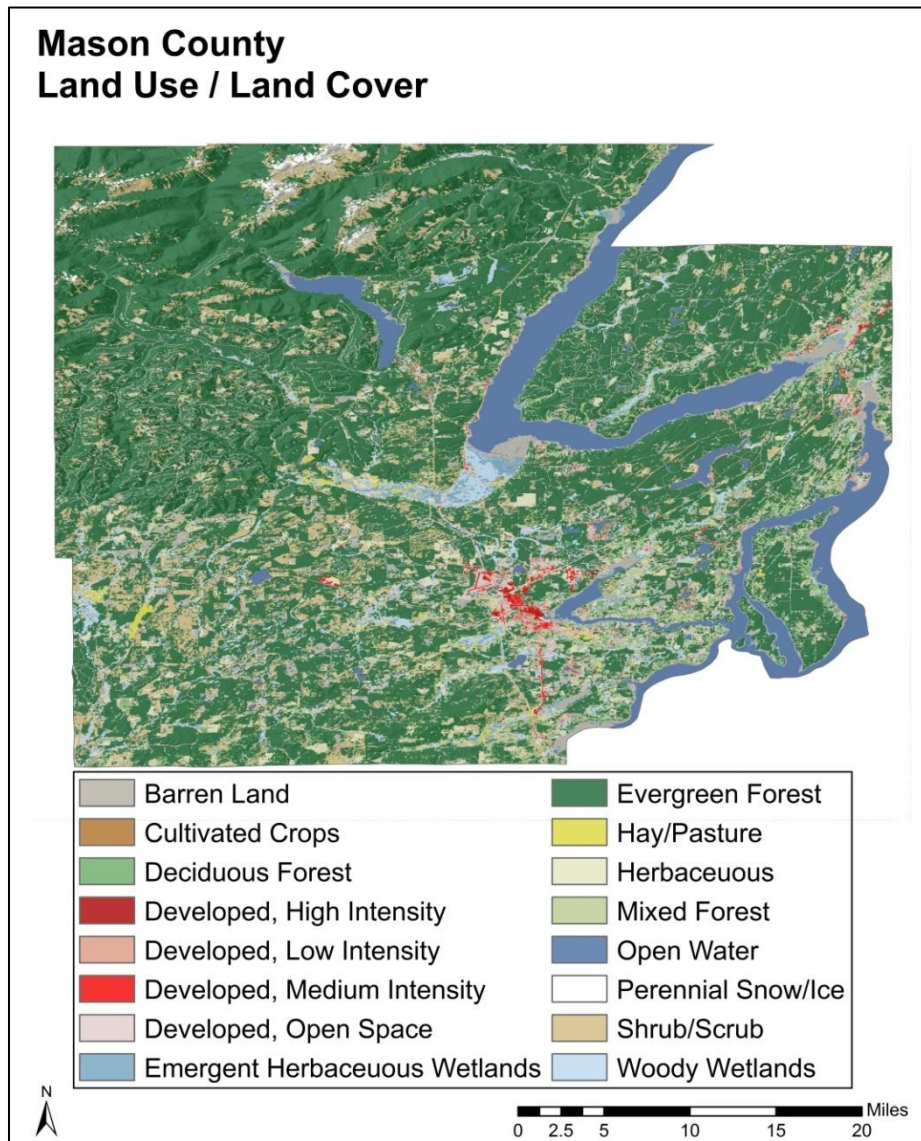 Mason County
Land Use / Land Cover
Barren Land
Cultivated Crops
Deciduous Forest
Developed, High Intensity
Developed, Low Intensity
Developed, Medium Intensity
Developed, Open Space
Emergent Herbaceuous Wetlands
Evergreen Forest
Hay/Pasture
Herbaceuous
Mixed Forest
Open Water
Perennial Snow/Ice
Shrub/Scrub
Woody Wetlands
N
Miles
0 2.5 5 10 15 20